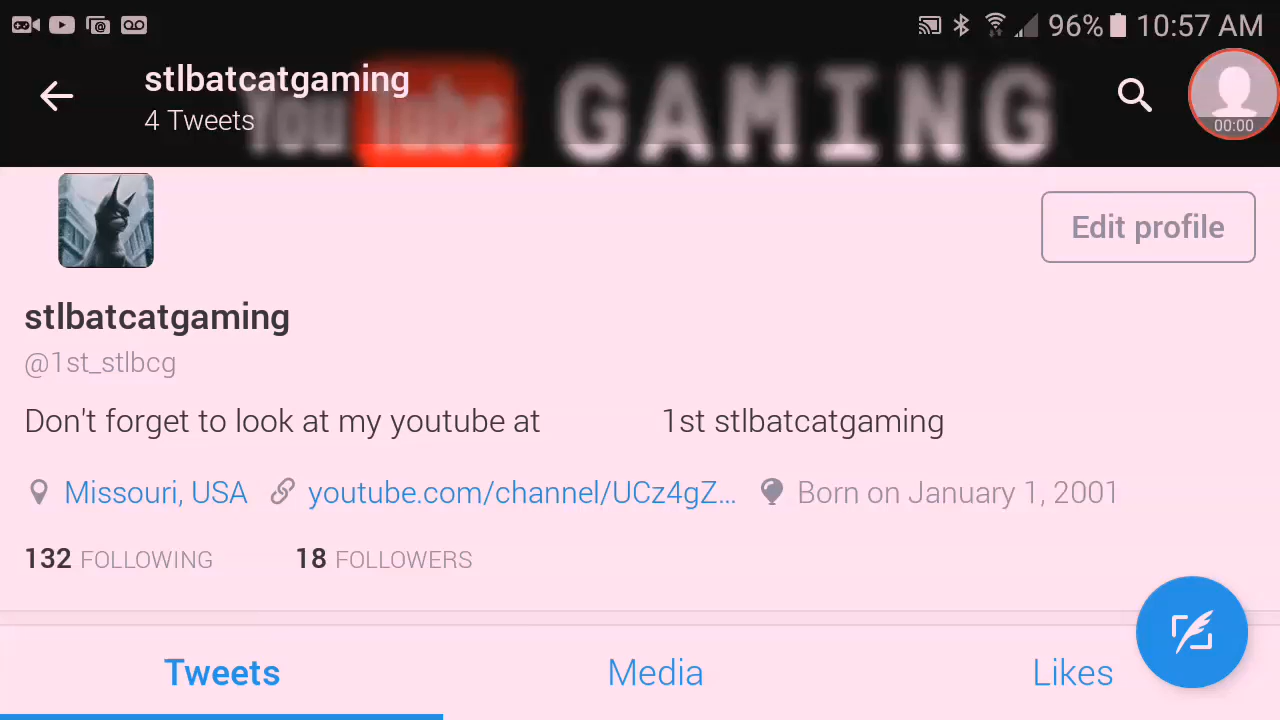 96% 10:57 AM
stlbatcatgaming
4 Tweets
You Tube GAMING
00:00
Edit profile
stlbatcatgaming
@1st_stlbcg
Don't forget to look at my youtube at 1st stlbatcatgaming
Missouri, USA youtube.com/channel/UCz4gZ... Born on January 1, 2001
132 FOLLOWING 18 FOLLOWERS
Tweets Media Likes